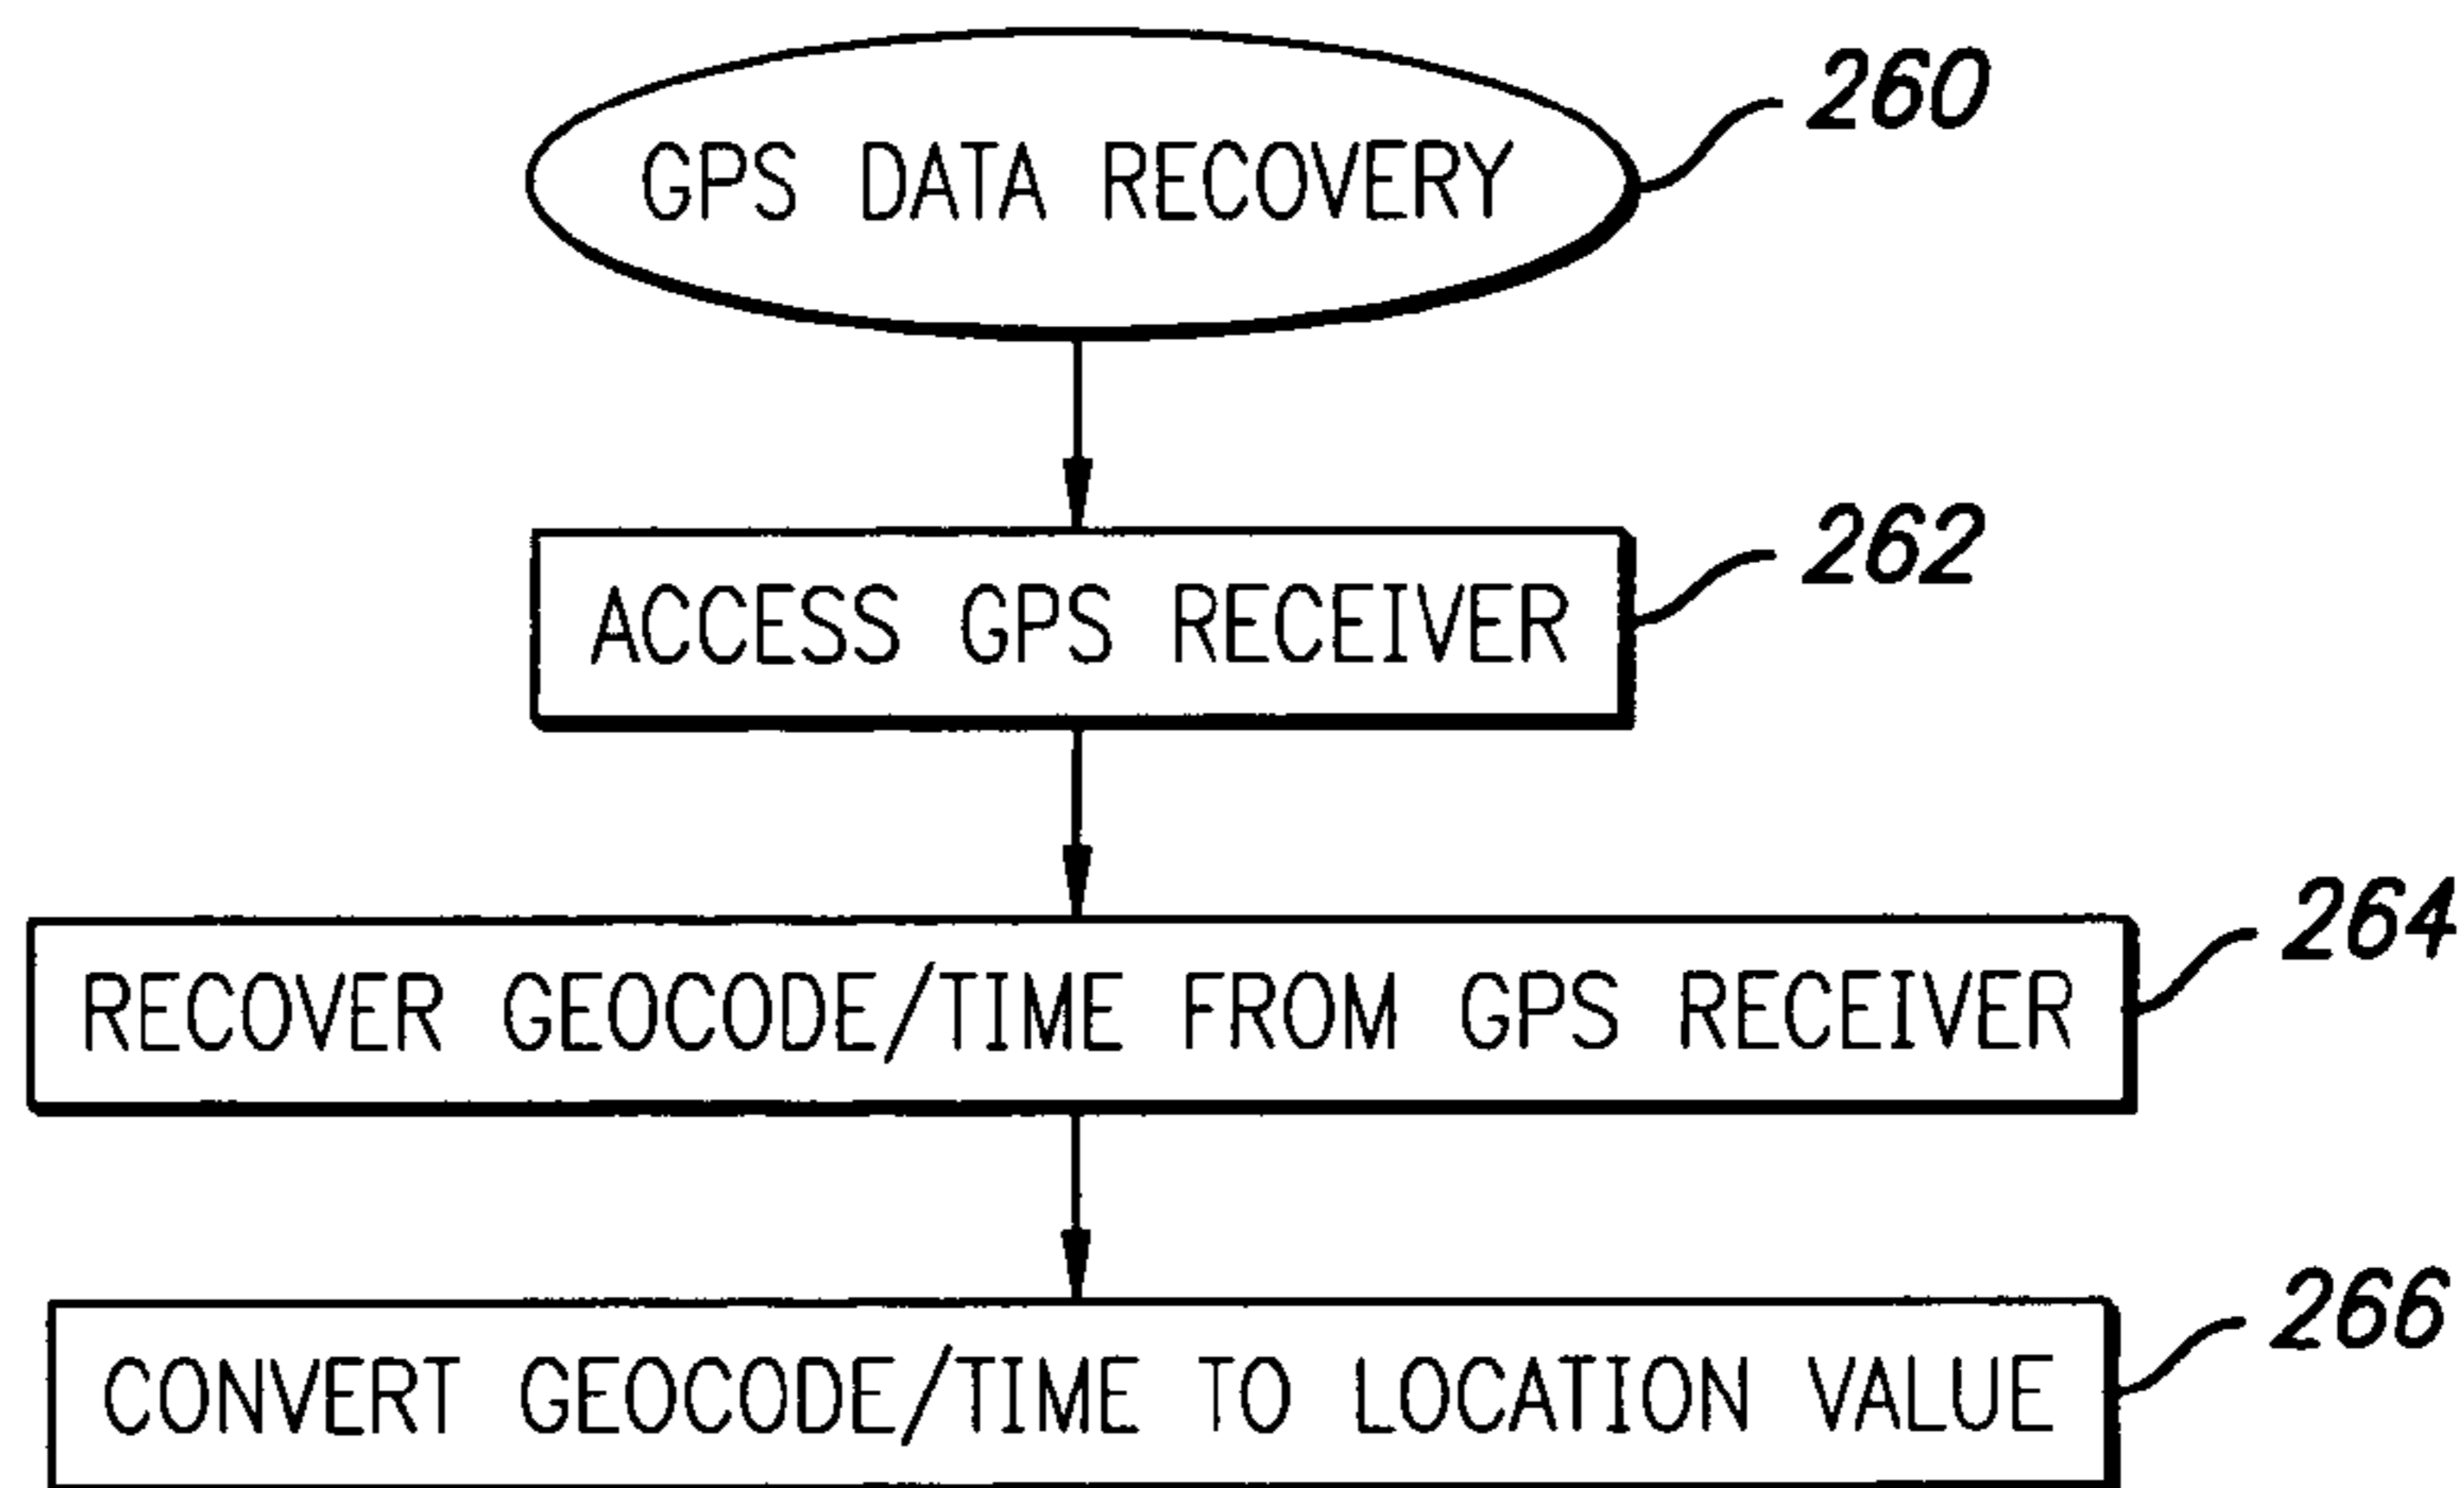 GPS DATA RECOVERY
260
ACCESS GPS RECEIVER
262
RECOVER GEOCODE/TIME FROM GPS RECEIVER
264
CONVERT GEOCODE/TIME TO LOCATION VALUE
266